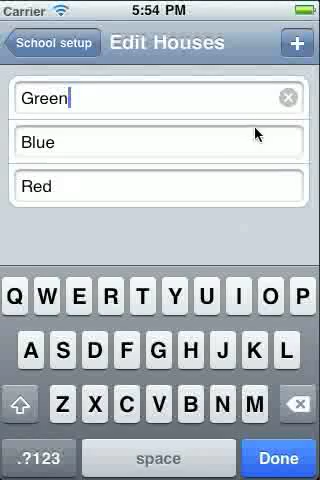 Carrier 5:54 PM
School setup Edit Houses +
Green
Blue
Red
Q W E R T Y U I O P
A S D F G H J K L
Z X C V B N M
.?123 space Done